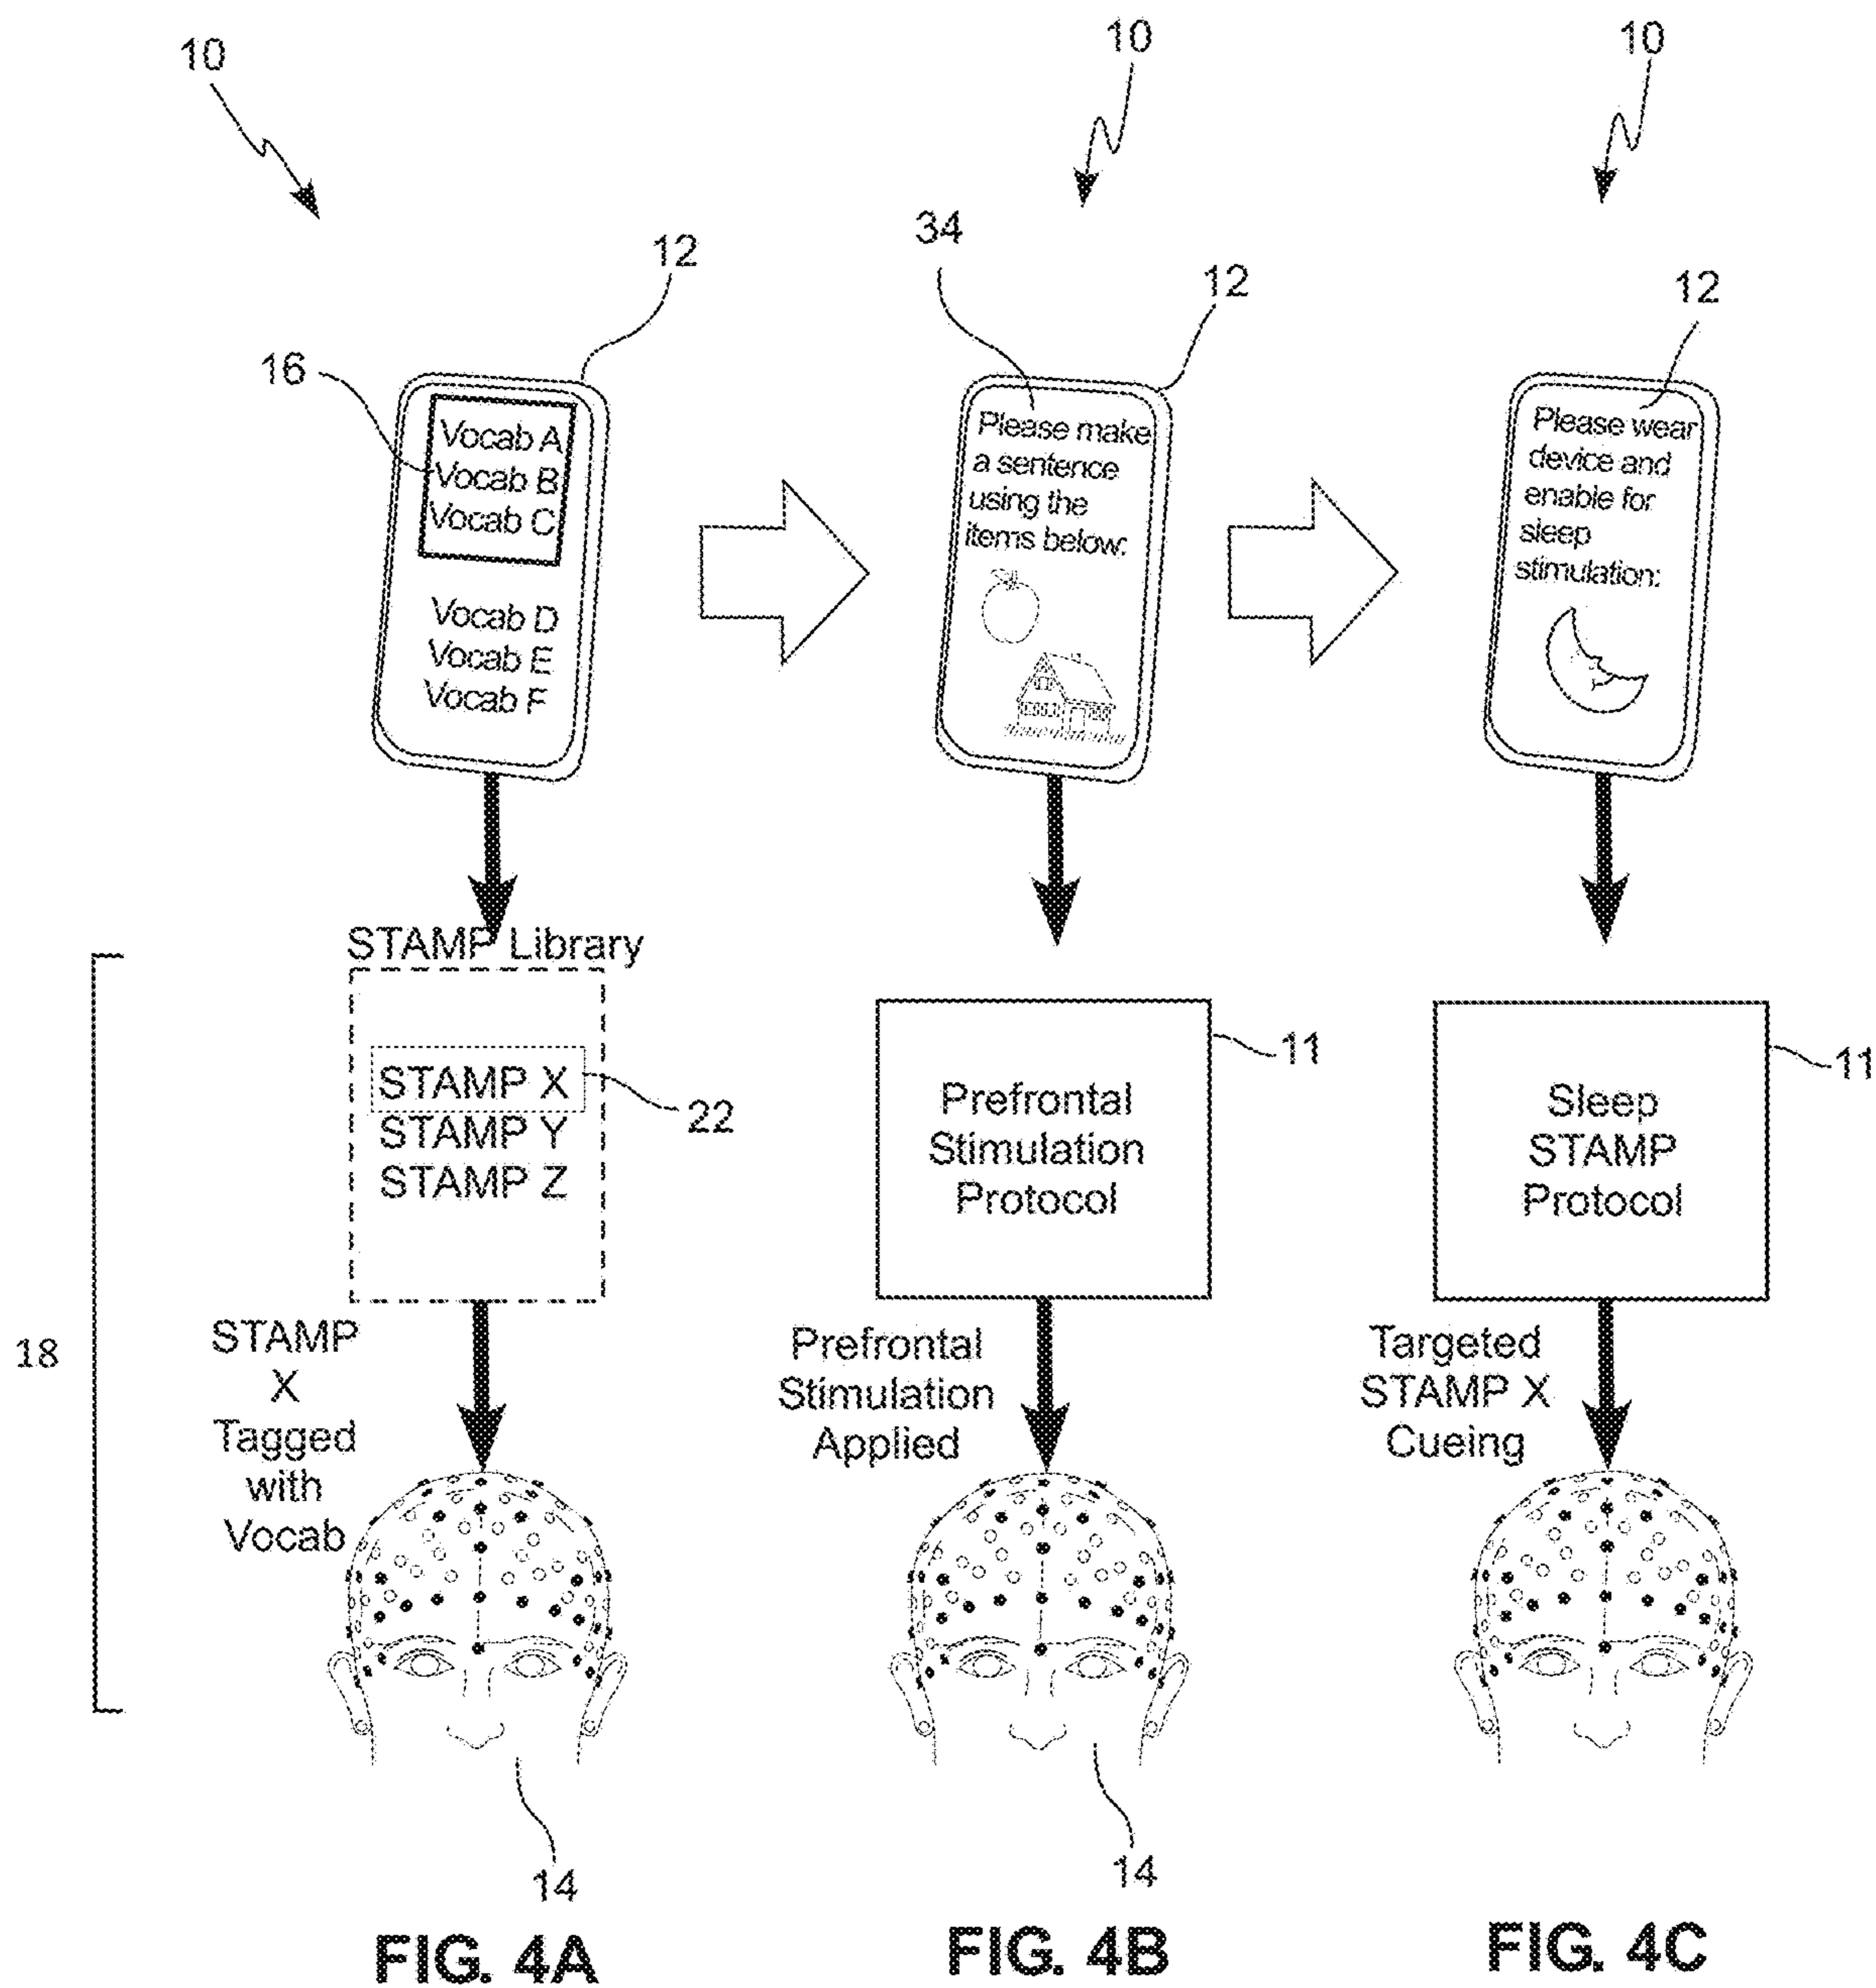 10
10
10
34
12
12
12
16
Vocab A
Vocab B
Vocab C
Vocab D
Vocab E
Vocab F
Please make
a sentence
using the
items below:
Please wear
device and
enable for
sleep
stimulation:
STAMP Library
STAMP X
STAMP Y
STAMP Z
22
Prefrontal
Stimulation
Protocol
11
Sleep
STAMP
Protocol
11
18
STAMP
X
Tagged
with
Vocab
Prefrontal
Stimulation
Applied
Targeted
STAMP X
Cueing
14
14
FIG. 4A
FIG. 4B
FIG. 4C